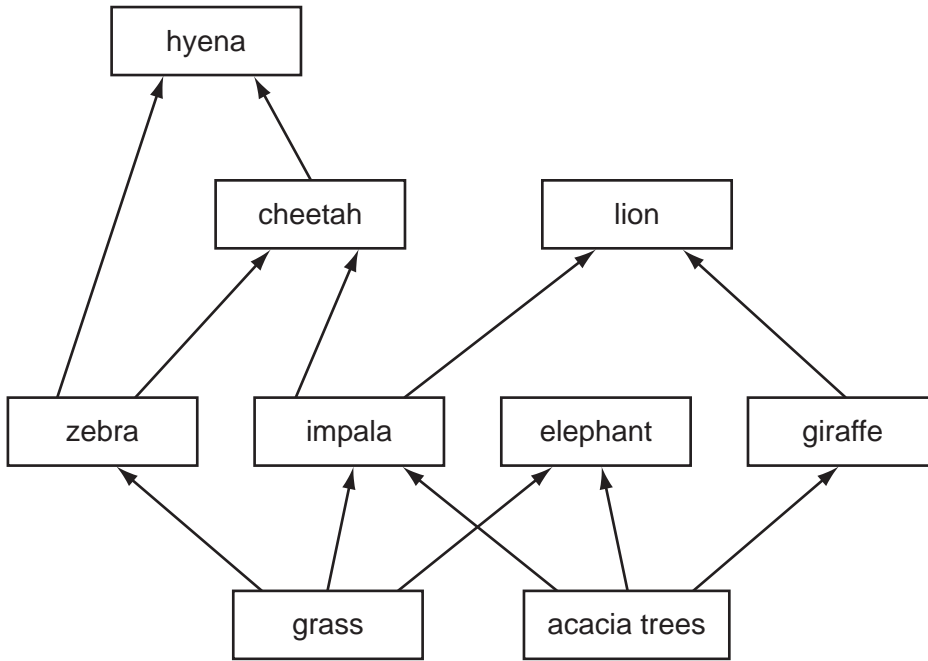 hyena
cheetah
lion
zebra
impala
elephant
giraffe
grass
acacia trees